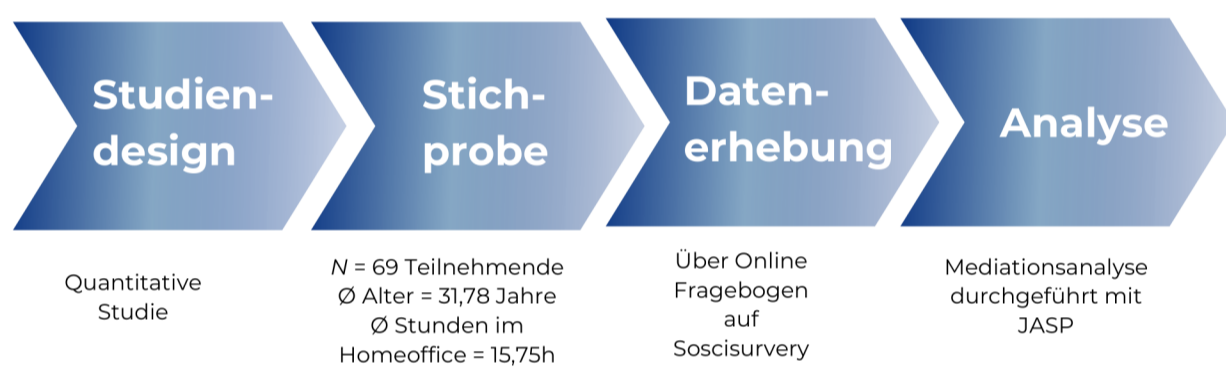 Studien-
design
Stich-
probe
Daten-
erhebung
Analyse
Quantitative
Studie
N = 69 Teilnehmende
Ø Alter = 31,78 Jahre
Ø Stunden im
Homeoffice = 15,75h
Über Online
Fragebogen
auf
Soscisurvery
Mediationsanalyse
durchgeführt mit
JASP